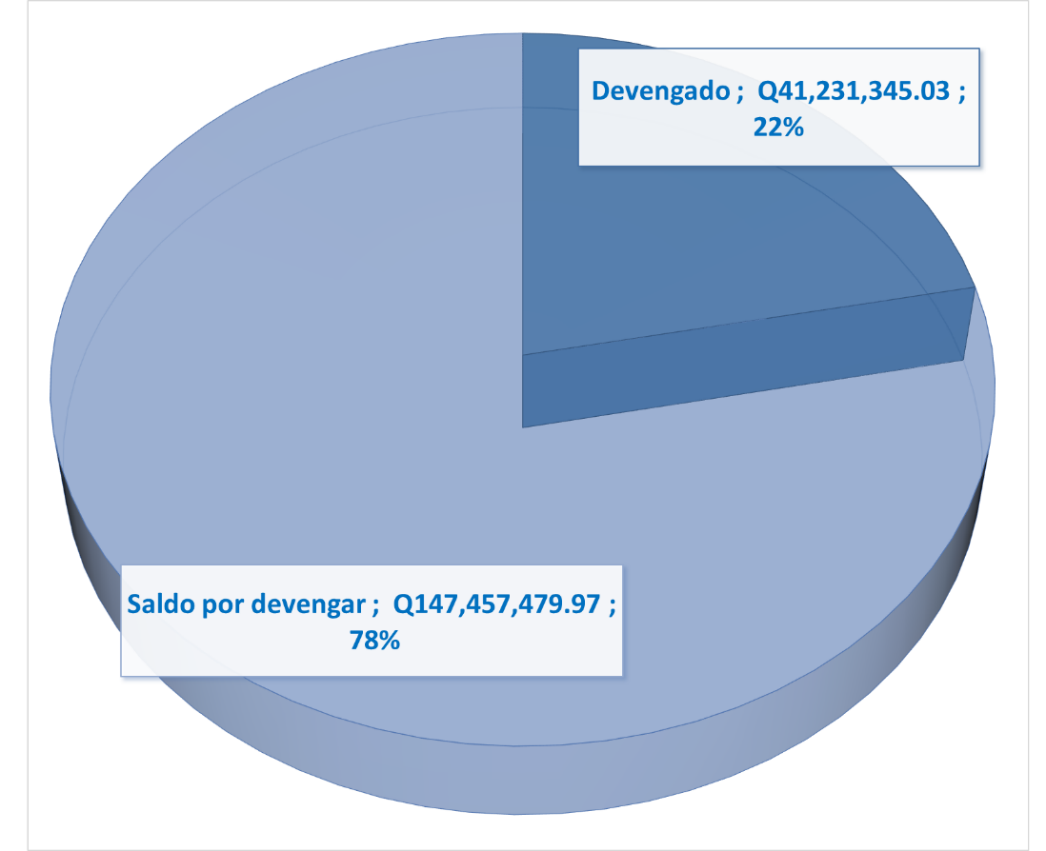 Devengado ;  Q41,231,345.03 ;
22%
Saldo por devengar ;  Q147,457,479.97 ;
78%